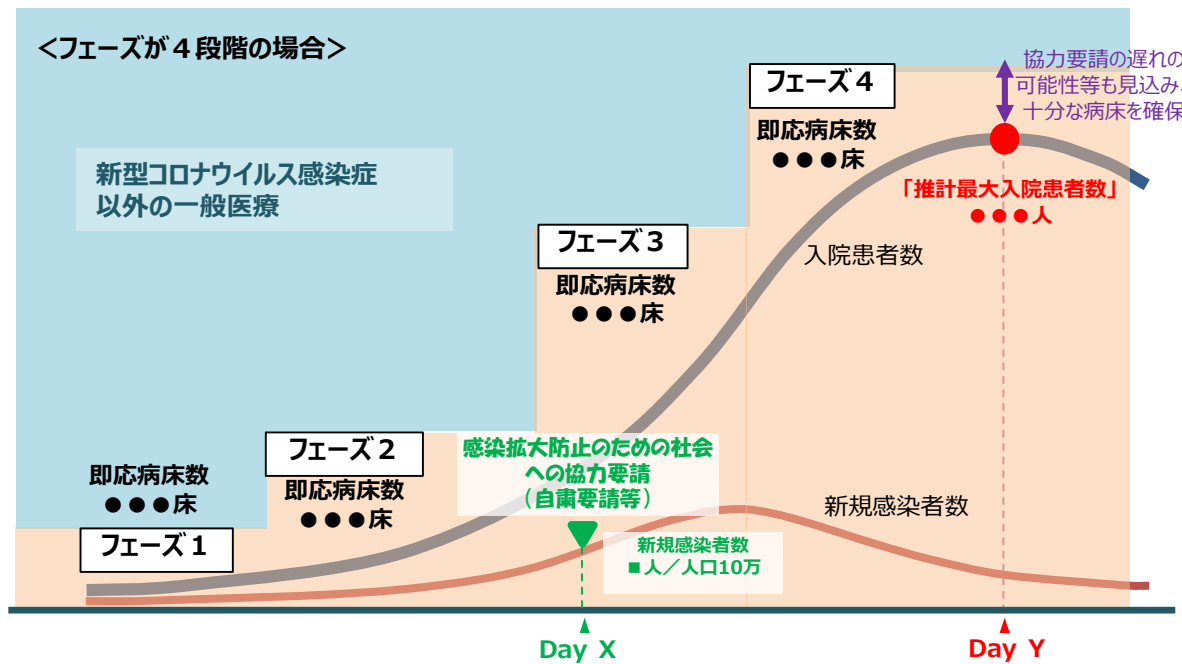 <フェーズが４段階の場合>
新型コロナウイルス感染症
以外の一般医療
即応病床数
●●●床
フェーズ１
フェーズ２
即応病床数
●●●床
フェーズ３
即応病床数
●●●床
フェーズ４
即応病床数
●●●床
協力要請の遅れの
可能性等も見込み、
十分な病床を確保
「推計最大入院患者数」
●●●人
入院患者数
感染拡大防止のための社会
への協力要請
（自粛要請等）
新規感染者数
■人／人口10万
新規感染者数
Day X
Day Y